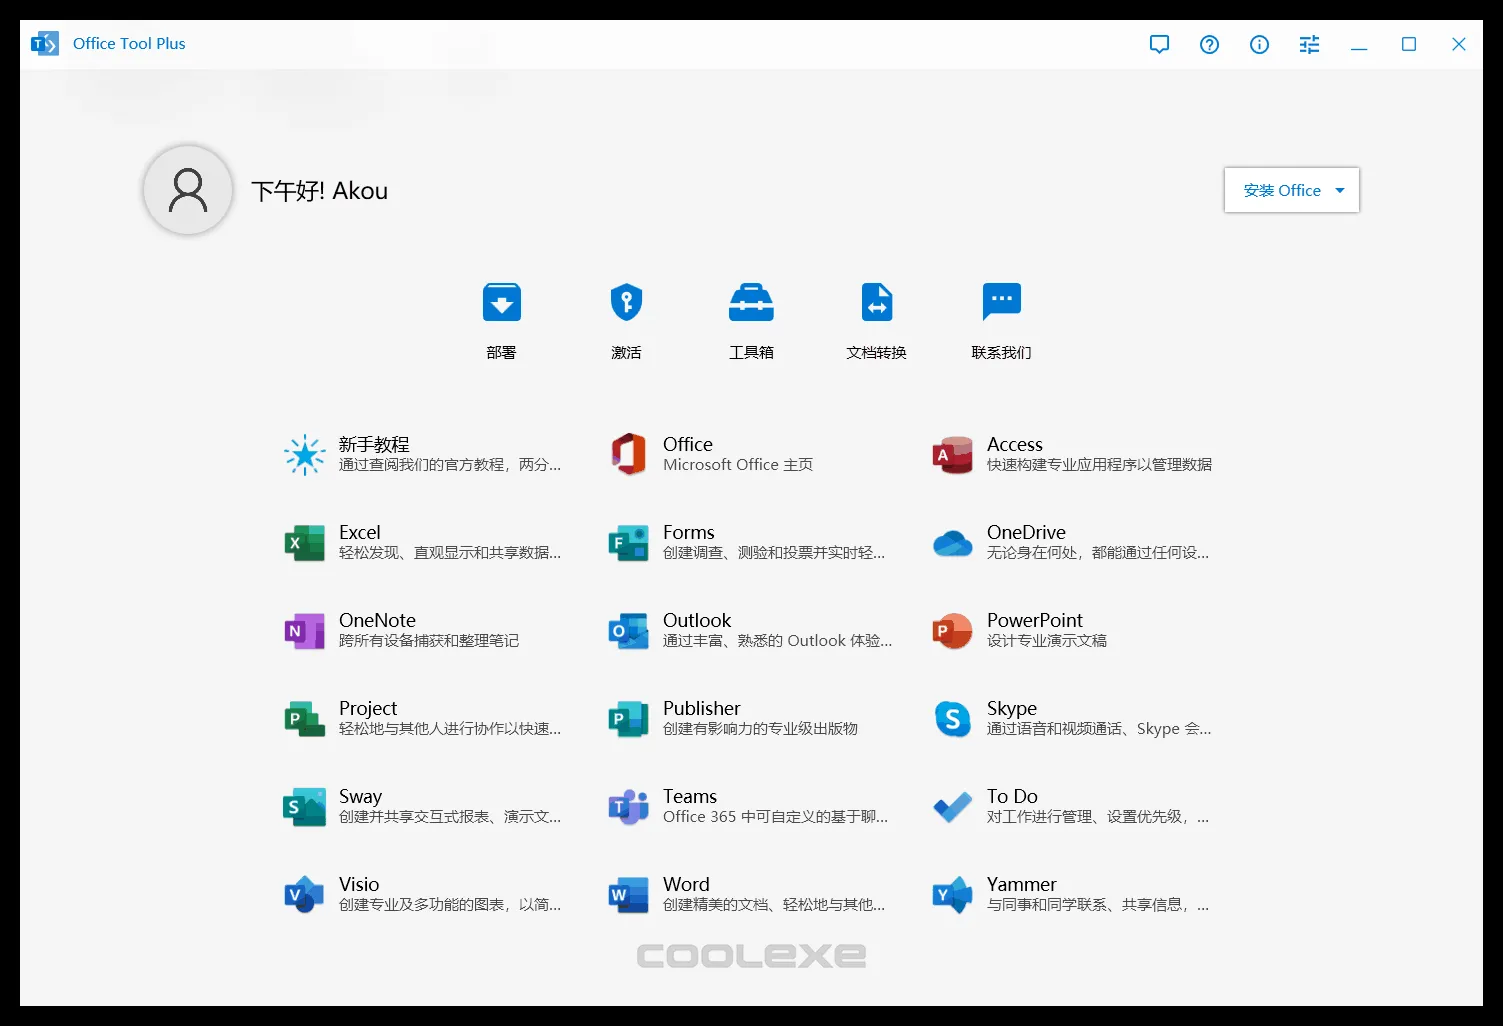 Office Tool Plus
下午好! Akou
安装 Office
部署
激活
工具箱
文档转换
联系我们
新手教程
通过查阅我们的官方教程，两分...
Office
Microsoft Office 主页
Access
快速构建专业应用程序以管理数据
Excel
轻松发现、直观显示和共享数据...
Forms
创建调查、测验和投票并实时轻...
OneDrive
无论身在何处，都能通过任何设...
OneNote
跨所有设备捕获和整理笔记
Outlook
通过丰富、熟悉的 Outlook 体验...
PowerPoint
设计专业演示文稿
Project
轻松地与其他人进行协作以快速...
Publisher
创建有影响力的专业级出版物
Skype
通过语音和视频通话、Skype 会...
Sway
创建并共享交互式报表、演示文...
Teams
Office 365 中可自定义的基于聊...
To Do
对工作进行管理、设置优先级，...
Visio
创建专业及多功能的图表，以简...
Word
创建精美的文档、轻松地与其他...
Yammer
与同事和同学联系、共享信息，...
COOLEXE